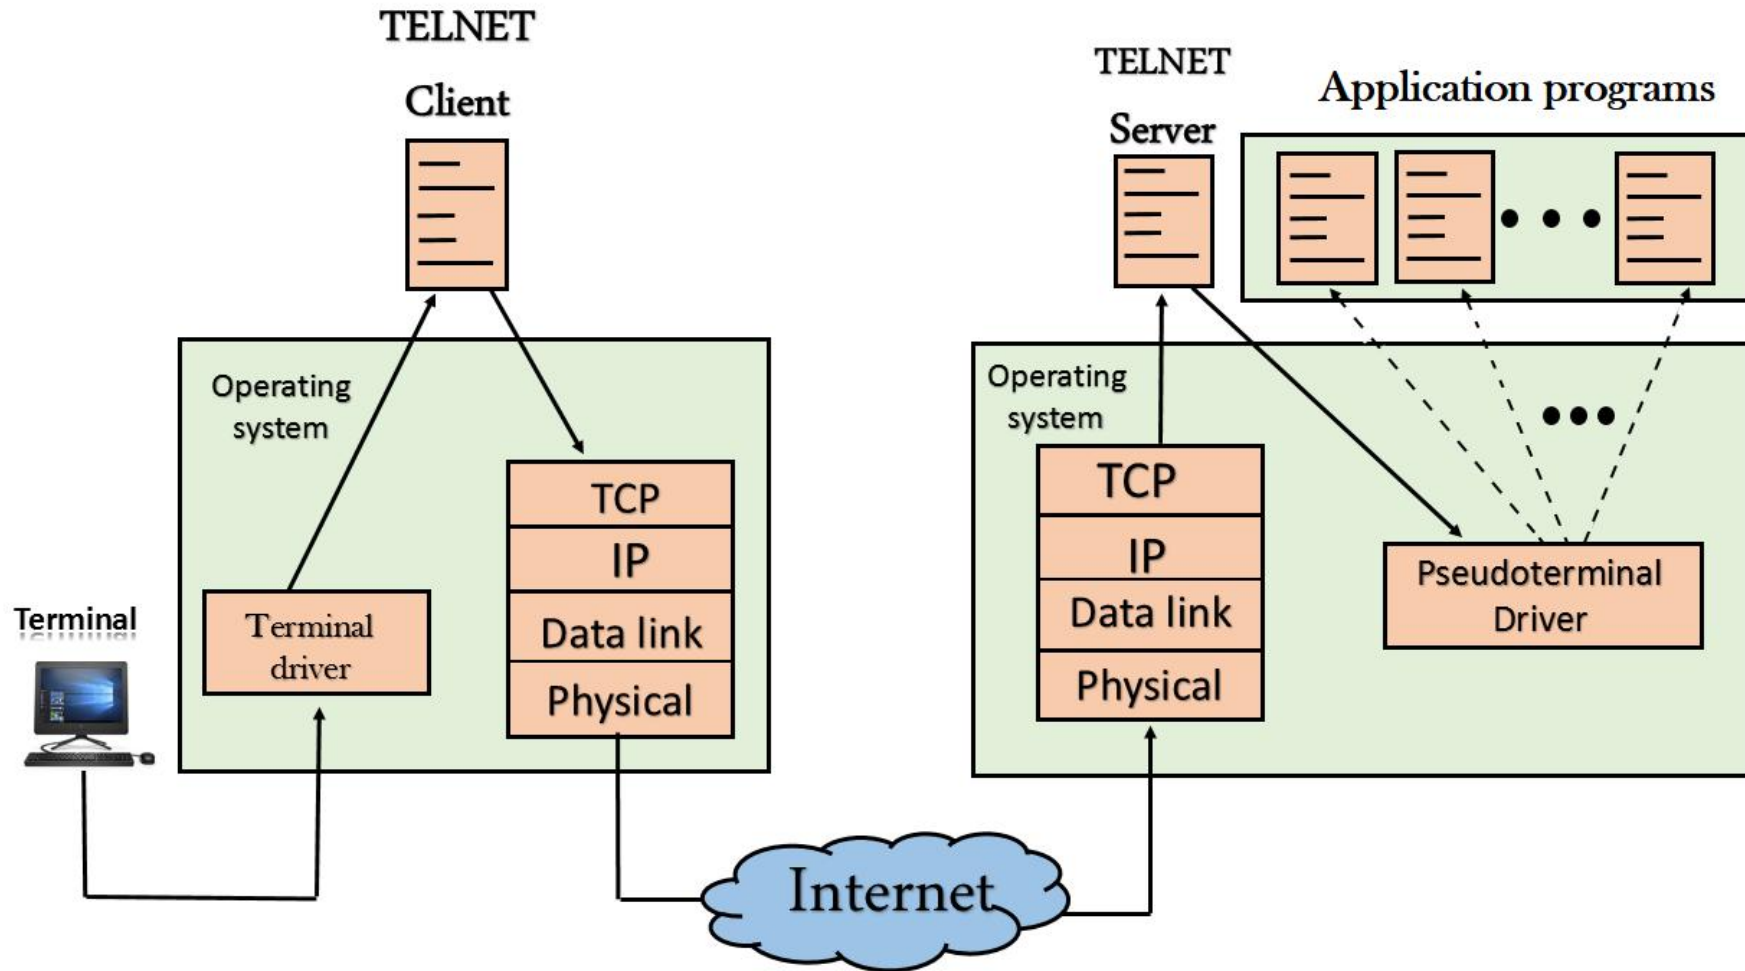 TELNET
Client
TELNET
Server
Application programs
Operating
system
TCP
IP
Data link
Physical
Terminal
driver
Terminal
Operating
system
TCP
IP
Data link
Physical
Pseudoterminal
Driver
Internet